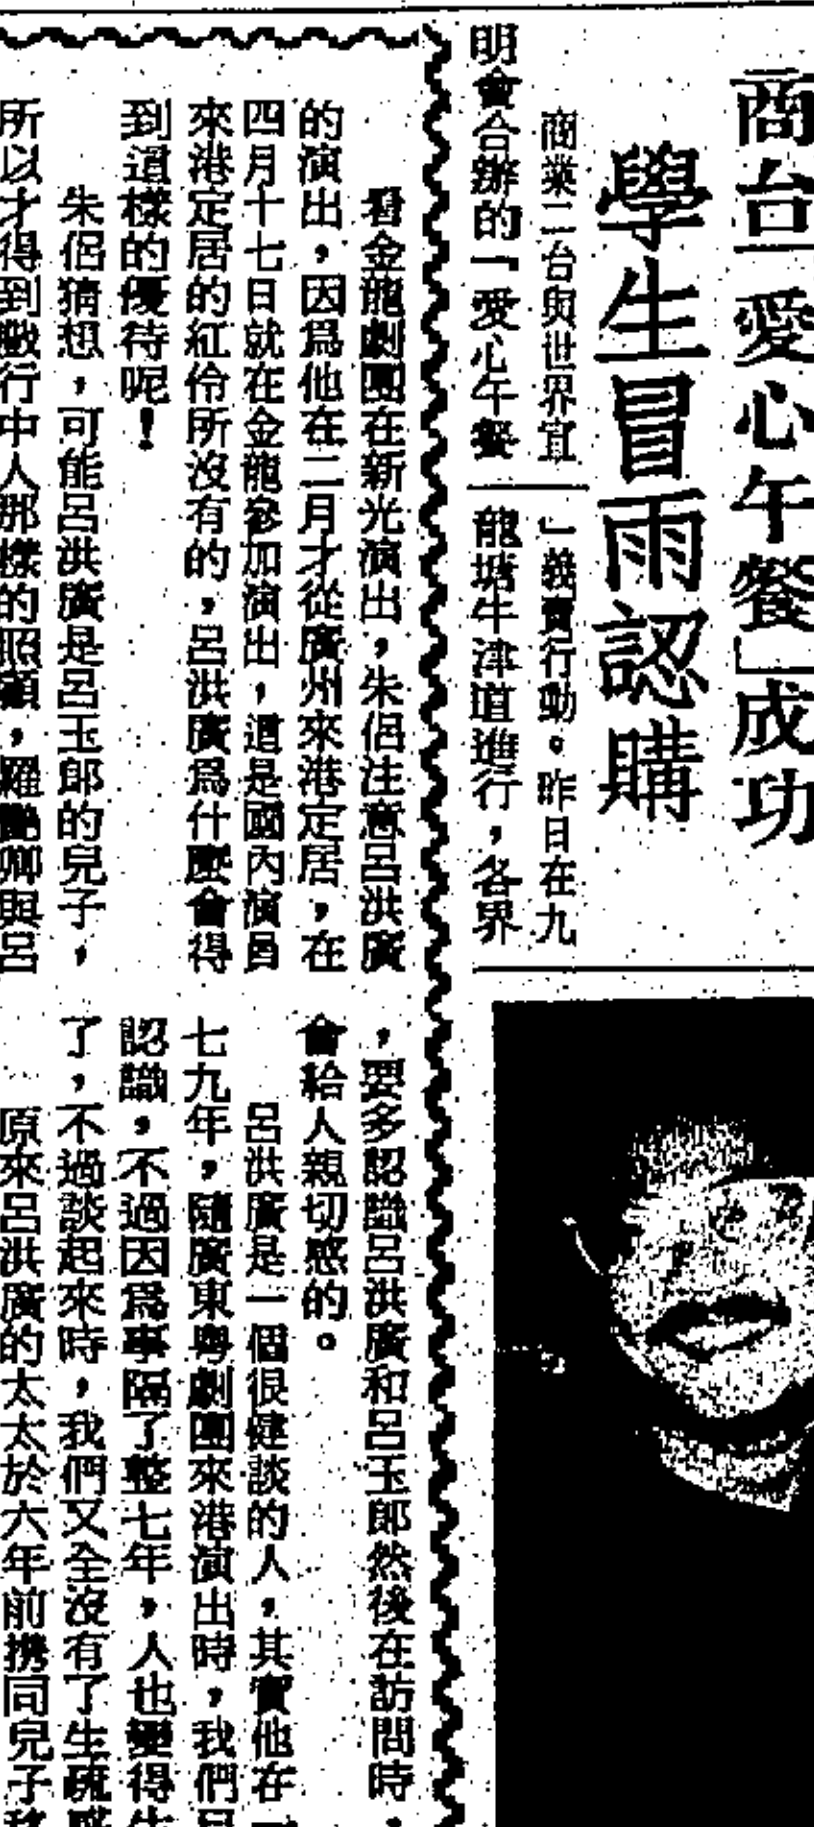 商台「愛心午餐」成功
學生冒雨認購
商業二台與世界宣
明會合辦的「愛心午餐
」義賣行動。昨日在九
龍塘牛津道進行，各界
看金龍劇團在新光演出，朱侶注意呂洪廣
的演出，因爲他在二月才從廣州來港定居，在
四月十七日就在金龍參加演出，這是國內演員
來港定居的紅伶所沒有的，呂洪廣爲什麽會得
到這樣的優待呢！
朱侶猜想，可能呂洪廣是呂玉郎的兒子，
所以才得到戲行中人那樣的照顧，羅艷卿與呂
，要多認識呂洪廣和呂玉郎然後在訪問時，
會給人親切感的。
呂洪廣是一個很健談的人，其實他在一
七九年，隨廣東粤劇團來港演出時，我們
認識，不過因爲事隔了整七年，人也變得
了，不過談起來時，我們又全沒有了生疏感
原來呂洪廣的太太於六年前携同兒子